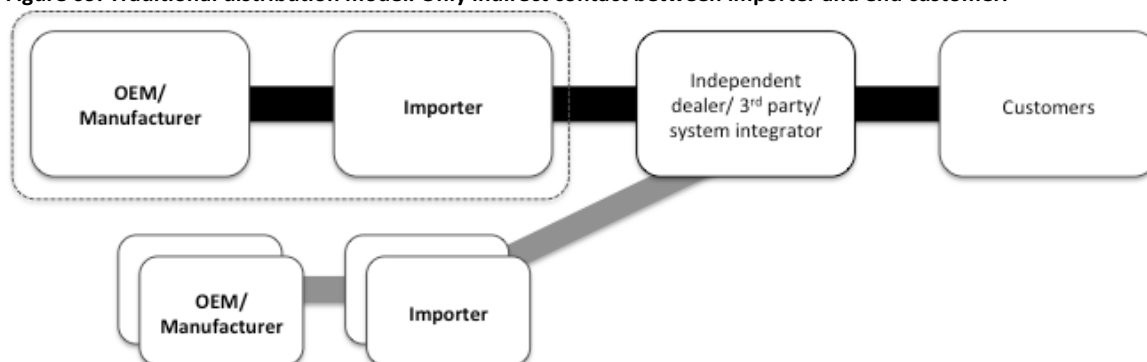 Figure Traditional distribution model. Only indirect contact between importer and end customer.
OEM/
Manufacturer
Importer
Independent
dealer/ 3rd party/
system integrator
Customers
OEM/
Manufacturer
Importer